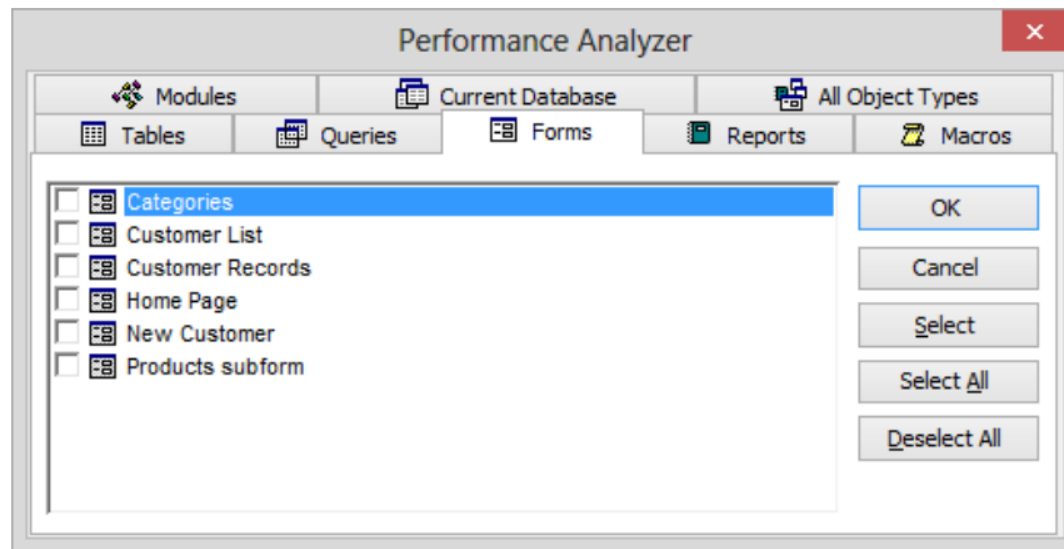 Performance Analyzer
Modules Current Database All Object Types
Tables Queries Forms Reports Macros
Categories
Customer List
Customer Records
Home Page
New Customer
Products subform
OK
Cancel
Select
Select All
Deselect All